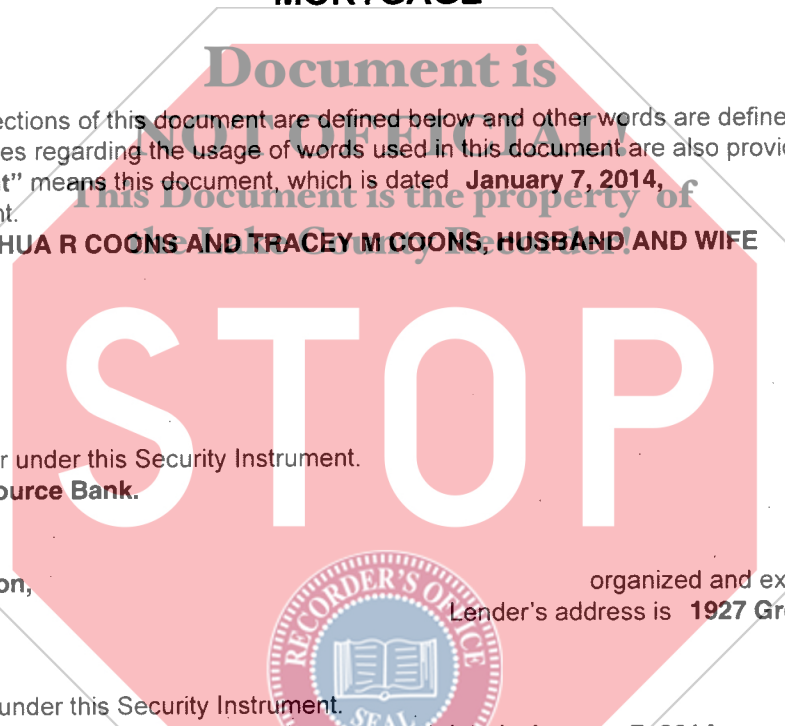 MORTGAGE
Document is
ections of this document are defined below and other words are define
NOT OFFICIAL!
es regarding the usage of words used in this document are also provi
t” means this document, which is dated January 7, 2014,
This Document is the property of
nt.
HUA R COONS AND TRACEY M COONS, HUSBAND AND WIFE
the Lake County Recorder!
STOP
r under this Security Instrument.
ource Bank.
on,
organized and ex
Lender's address is 1927 Gr
RECORDER'S OFFICE
SEAL
under this Security Instrument.